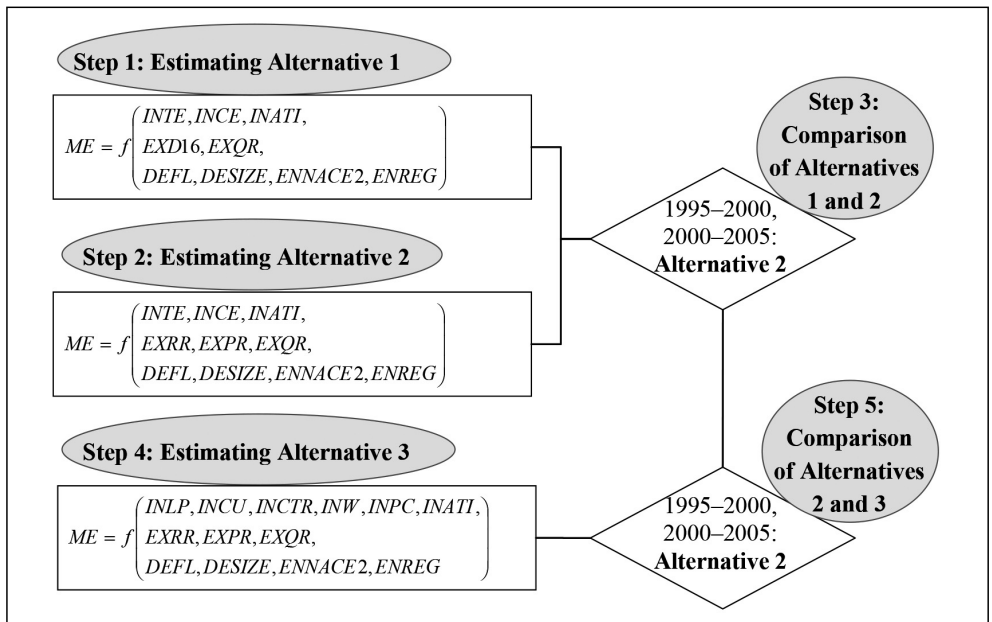 Step 1: Estimating Alternative 1
ME = f(INTE, INCE, INATI,
EXD16, EXQR,
DEFL, DESIZE, ENNACE2, ENREG)
Step 2: Estimating Alternative 2
ME = f(INTE, INCE, INATI,
EXRR, EXPR, EXQR,
DEFL, DESIZE, ENNACE2, ENREG)
Step 3:
Comparison
of Alternatives
1 and 2
1995–2000,
2000–2005:
Alternative 2
Step 4: Estimating Alternative 3
ME = f(INLP, INCU, INCTR, INW, INPC, INATI,
EXRR, EXPR, EXQR,
DEFL, DESIZE, ENNACE2, ENREG)
Step 5:
Comparison
of Alternatives
2 and 3
1995–2000,
2000–2005:
Alternative 2